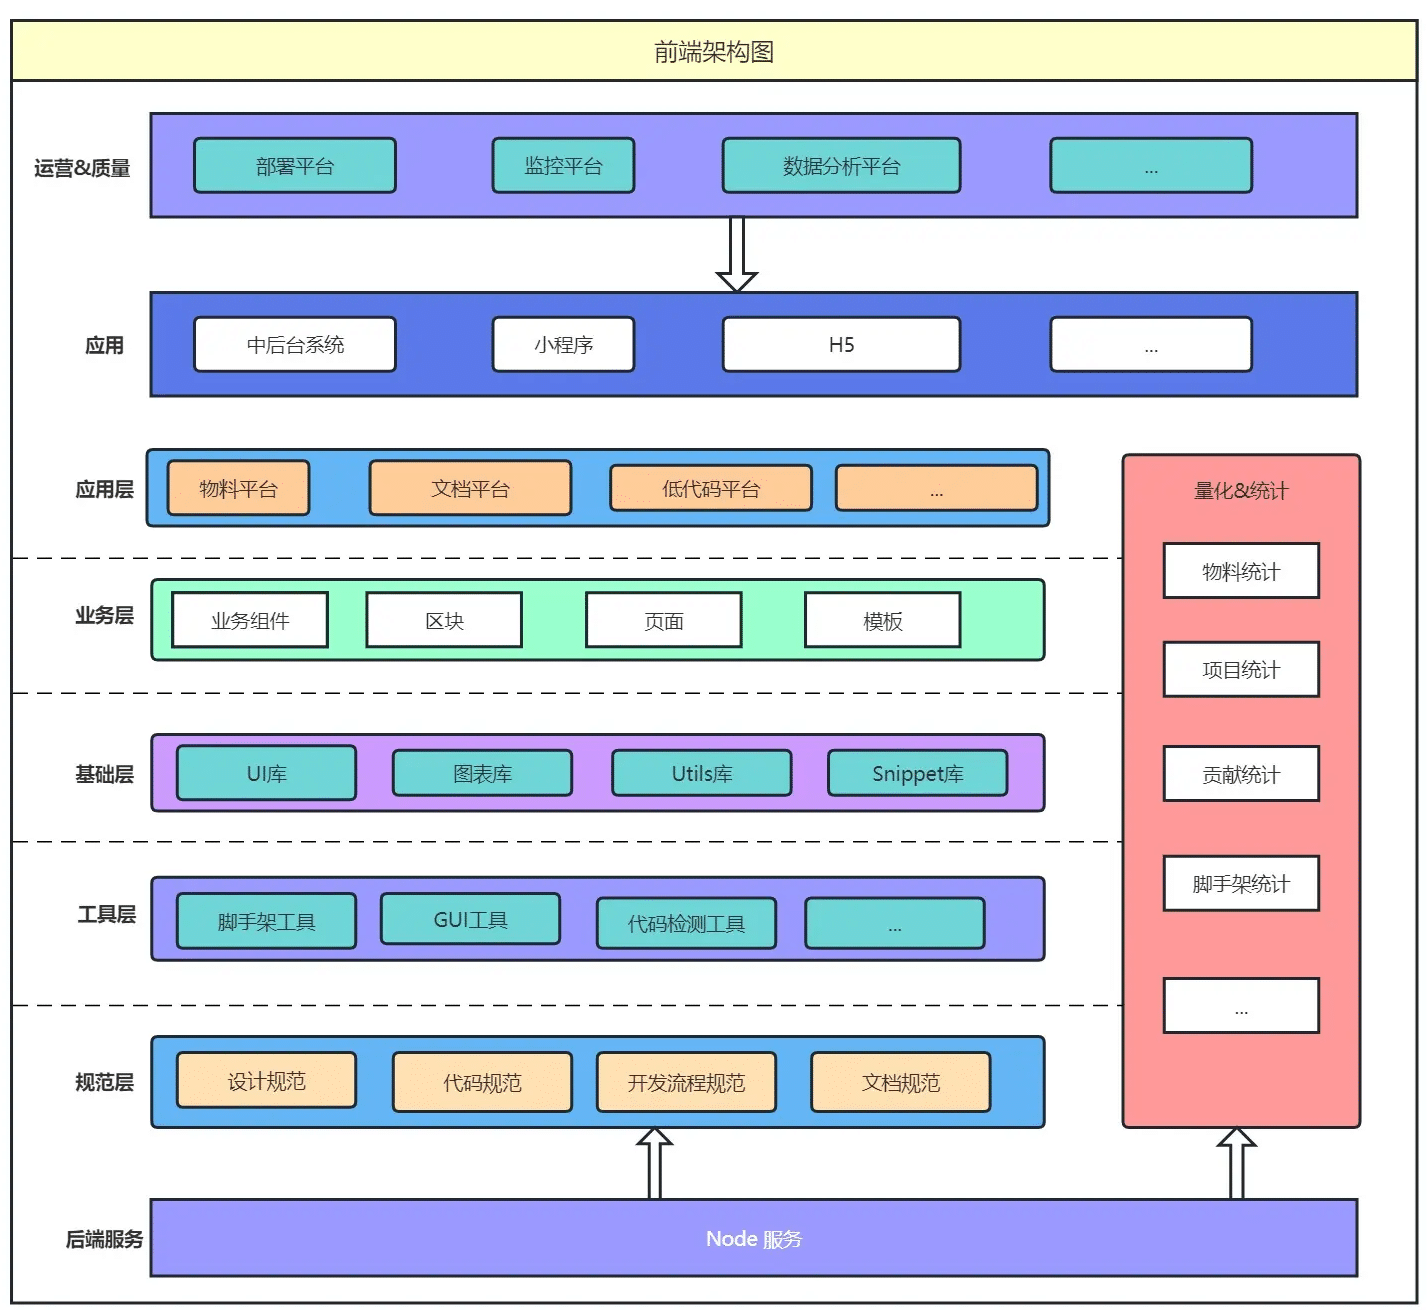 前端架构图
运营&质量
部署平台
监控平台
数据分析平台
...
应用
中后台系统
小程序
H5
...
应用层
物料平台
文档平台
低代码平台
...
业务层
业务组件
区块
页面
模板
基础层
UI库
图表库
Utils库
Snippet库
工具层
脚手架工具
GUI工具
代码检测工具
...
规范层
设计规范
代码规范
开发流程规范
文档规范
量化&统计
物料统计
项目统计
贡献统计
脚手架统计
...
后端服务
Node 服务